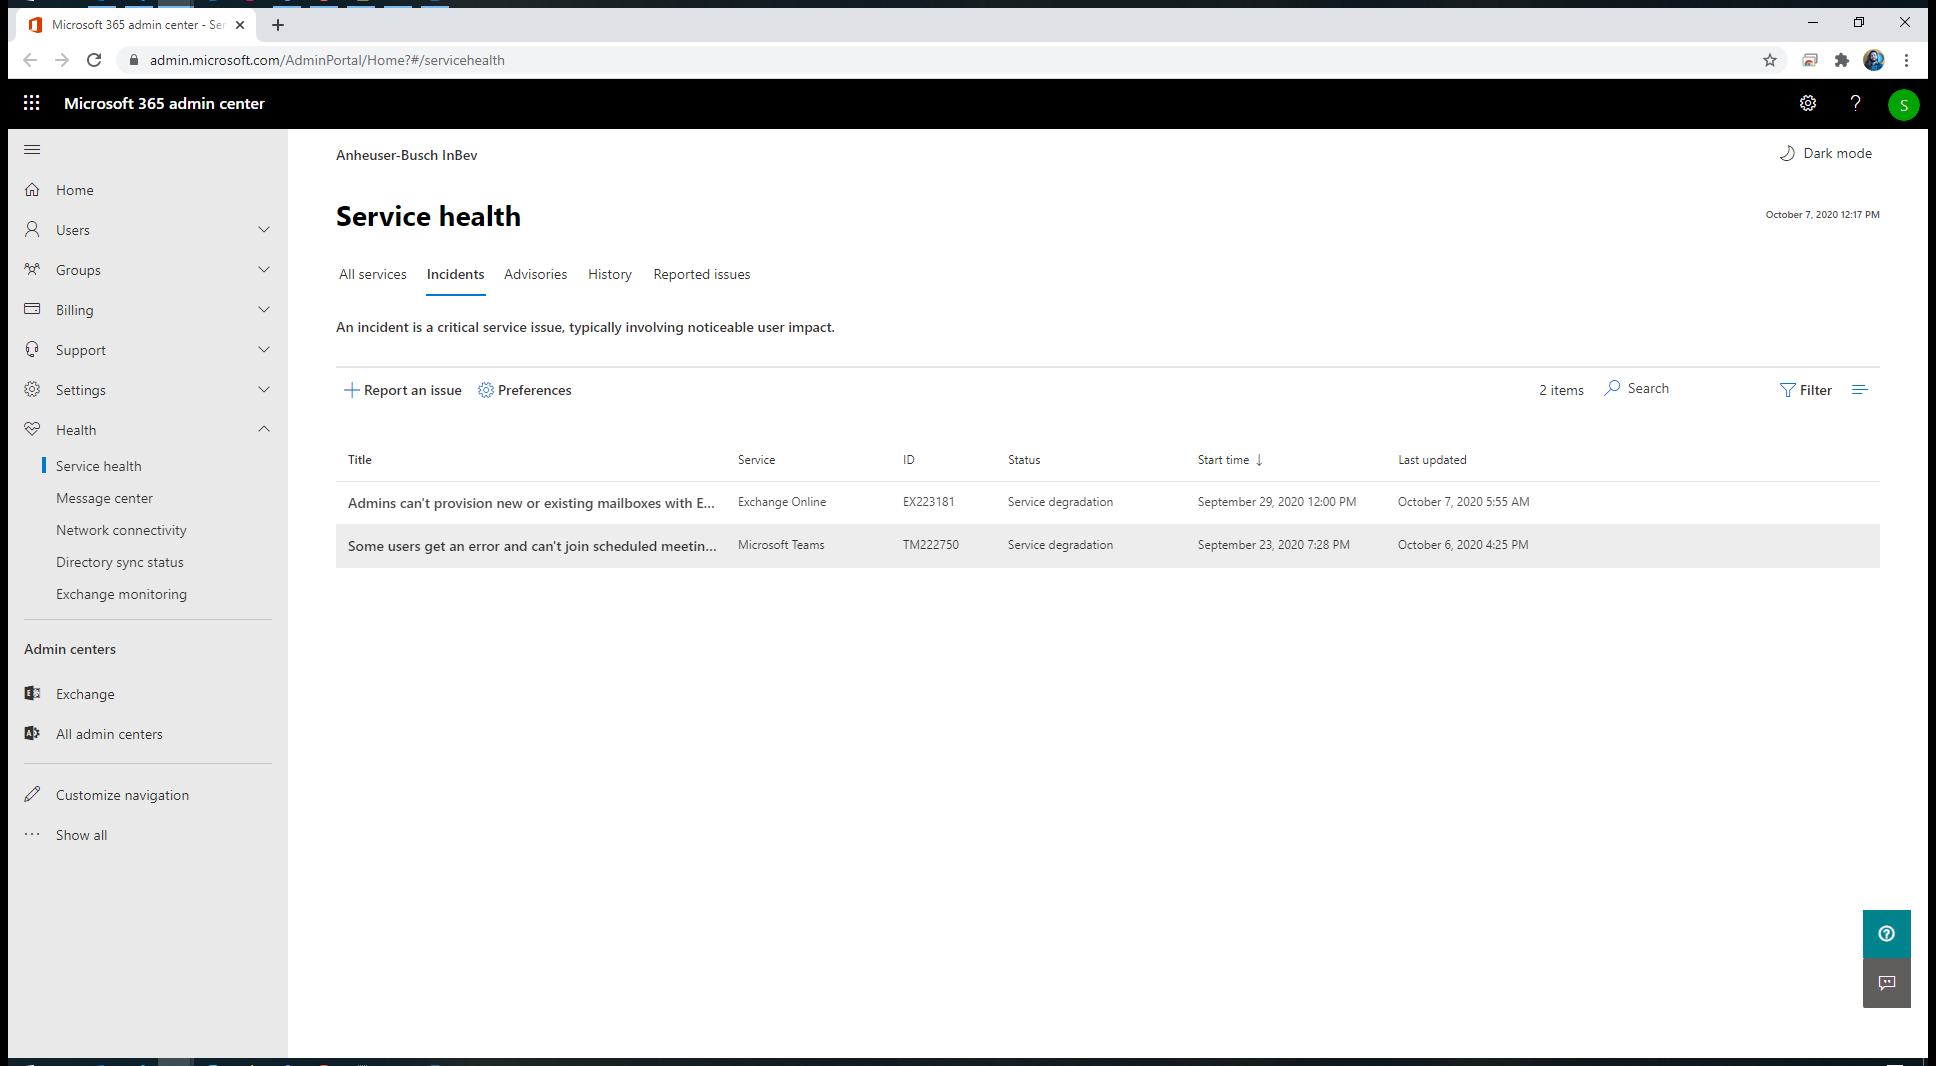 Microsoft 365 admin center - Ser
admin.microsoft.com/AdminPortal/Home?#/servicehealth
Microsoft 365 admin center
?
S
Home
Users
Groups
Billing
Support
Settings
Health
Service health
Message center
Network connectivity
Directory sync status
Exchange monitoring
Admin centers
Exchange
All admin centers
Customize navigation
Show all
Anheuser-Busch InBev
Dark mode
Service health
October 7, 2020 12:17 PM
All services Incidents Advisories History Reported issues
An incident is a critical service issue, typically involving noticeable user impact.
Report an issue Preferences 2 items Search Filter
Title Service ID Status Start time ↓ Last updated
Admins can't provision new or existing mailboxes with E... Exchange Online EX223181 Service degradation September 29, 2020 12:00 PM October 7, 2020 5:55 AM
Some users get an error and can't join scheduled meetin... Microsoft Teams TM222750 Service degradation September 23, 2020 7:28 PM October 6, 2020 4:25 PM